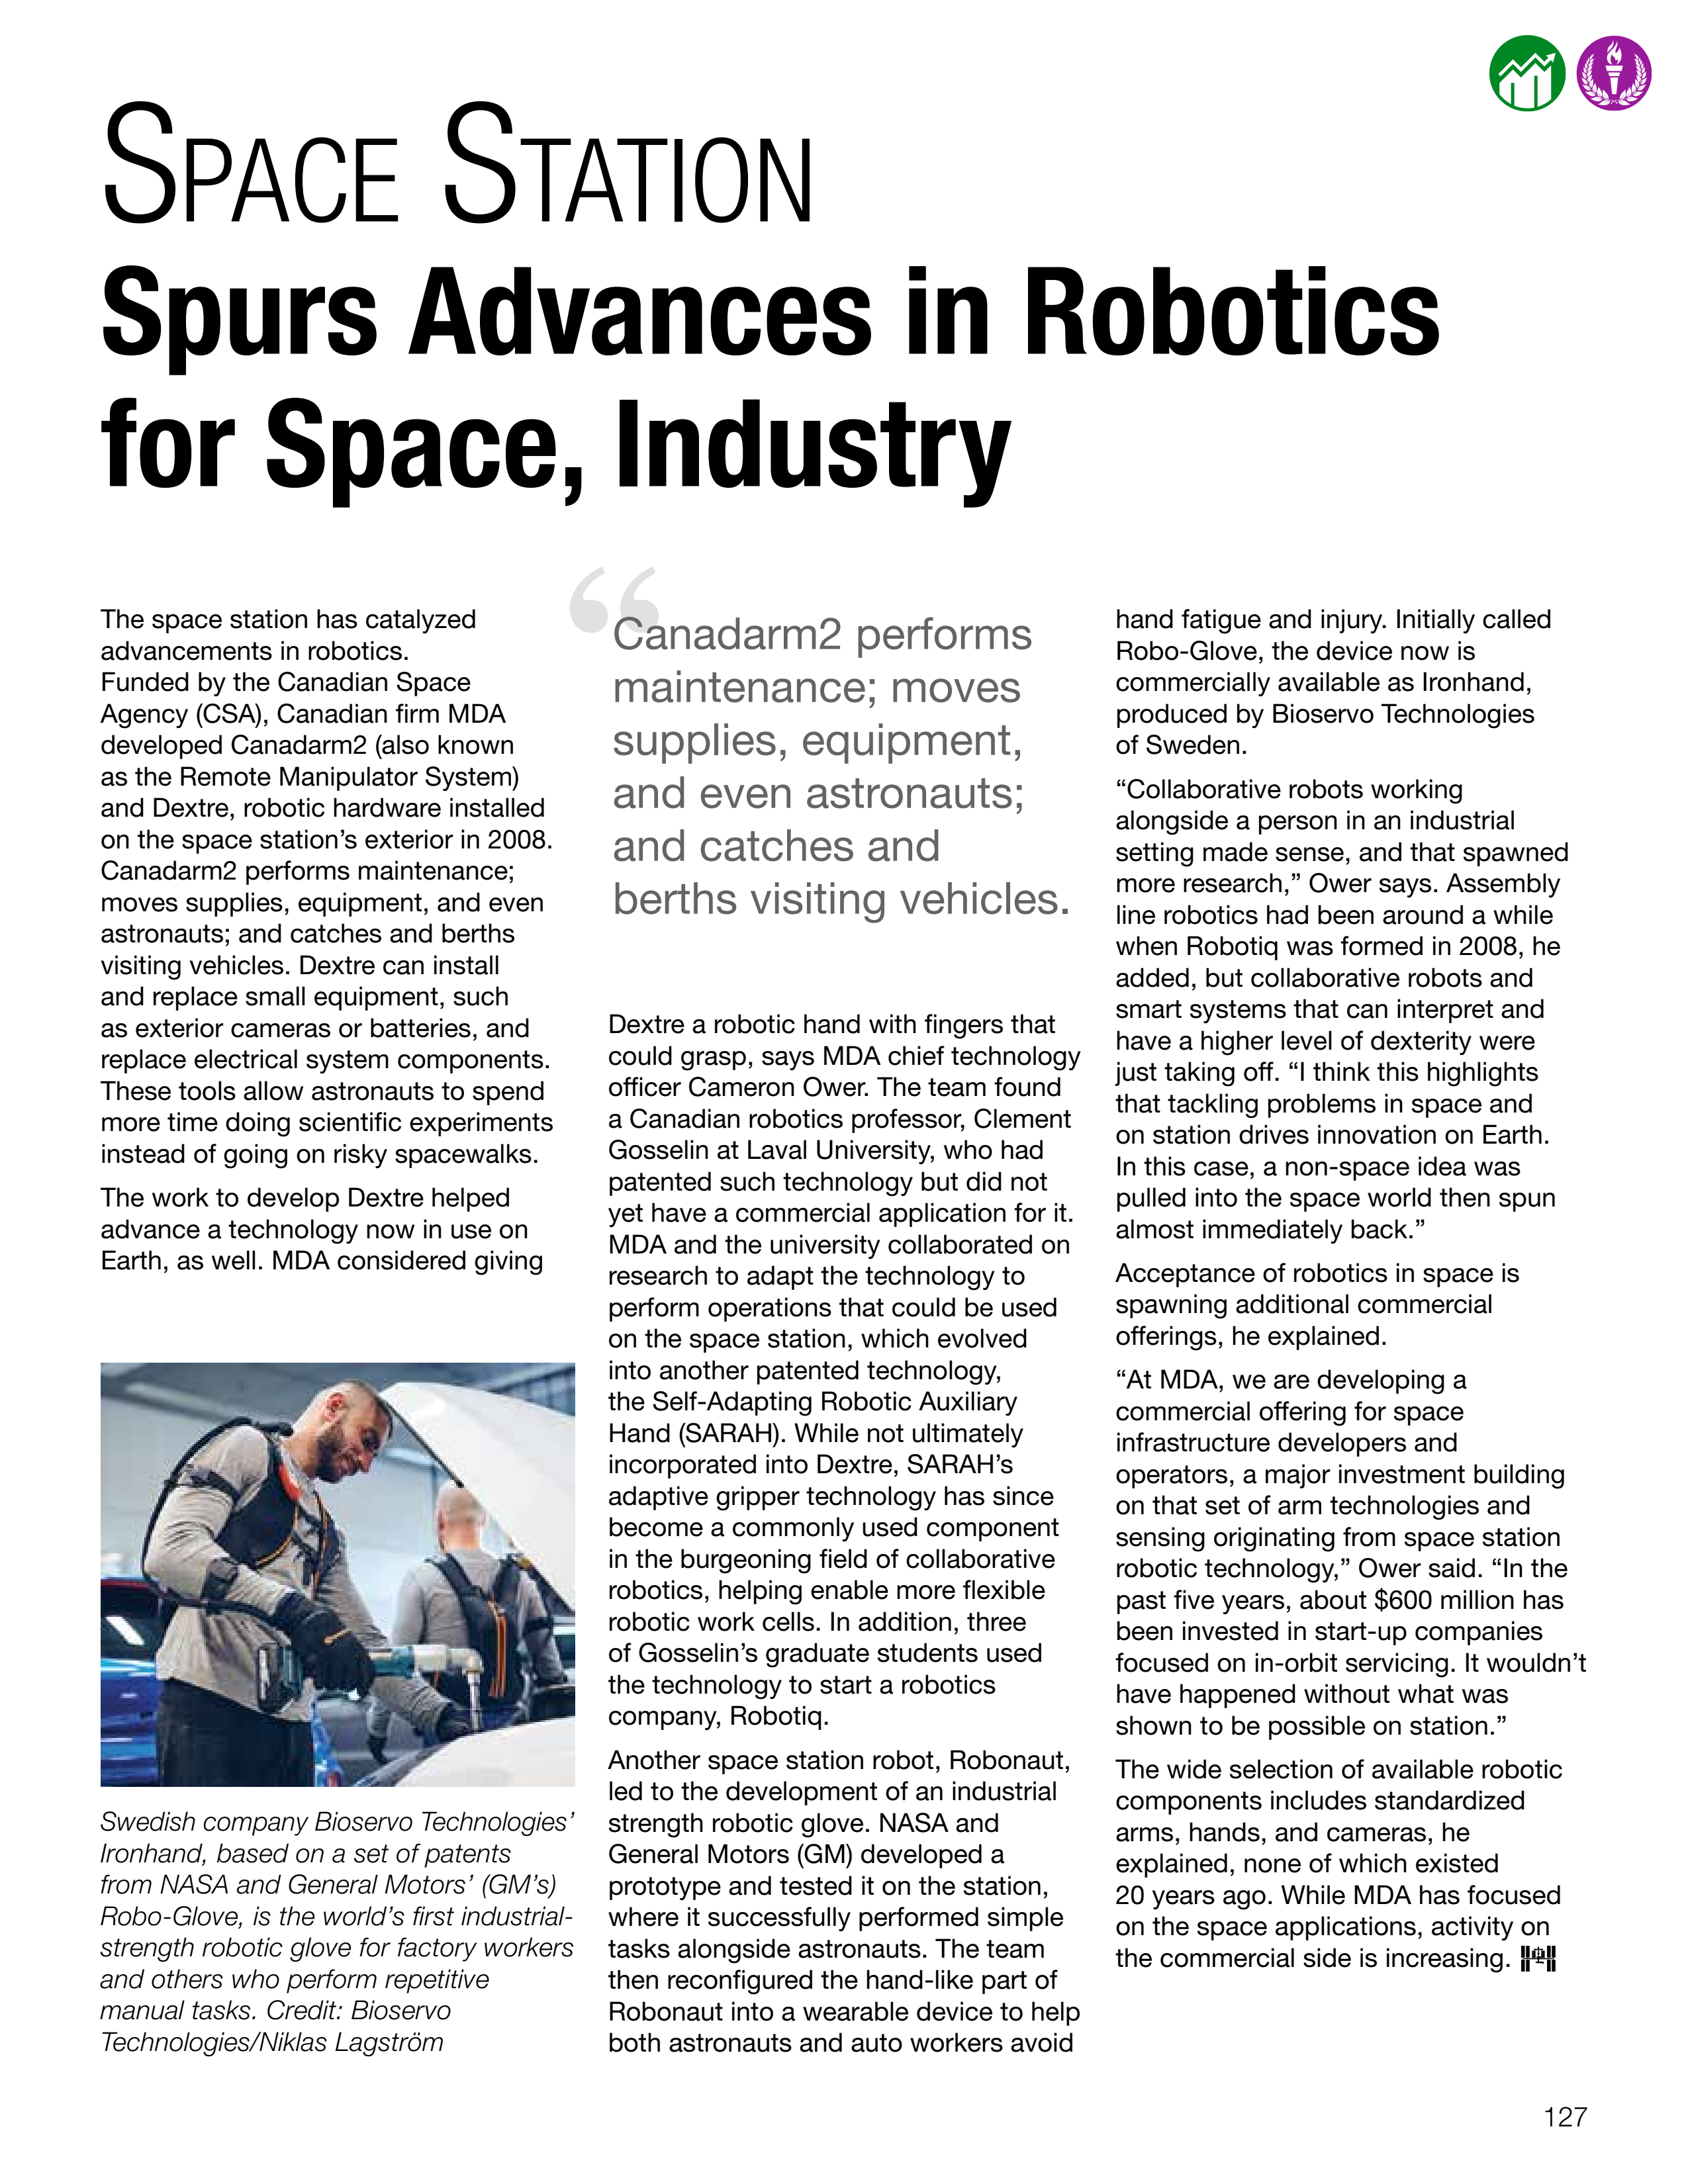 SPACE STATION
Spurs Advances in Robotics
for Space, Industry
The space station has catalyzed
advancements in robotics.
Funded by the Canadian Space
Agency (CSA), Canadian firm MDA
developed Canadarm2 (also known
as the Remote Manipulator System)
and Dextre, robotic hardware installed
on the space station’s exterior in 2008.
Canadarm2 performs maintenance;
moves supplies, equipment, and even
astronauts; and catches and berths
visiting vehicles. Dextre can install
and replace small equipment, such
as exterior cameras or batteries, and
replace electrical system components.
These tools allow astronauts to spend
more time doing scientific experiments
instead of going on risky spacewalks.
The work to develop Dextre helped
advance a technology now in use on
Earth, as well. MDA considered giving
Swedish company Bioservo Technologies’
Ironhand, based on a set of patents
from NASA and General Motors’ (GM’s)
Robo-Glove, is the world’s first industrial-
strength robotic glove for factory workers
and others who perform repetitive
manual tasks. Credit: Bioservo
Technologies/Niklas Lagström
“Canadarm2 performs
maintenance; moves
supplies, equipment,
and even astronauts;
and catches and
berths visiting vehicles.
Dextre a robotic hand with fingers that
could grasp, says MDA chief technology
officer Cameron Ower. The team found
a Canadian robotics professor, Clement
Gosselin at Laval University, who had
patented such technology but did not
yet have a commercial application for it.
MDA and the university collaborated on
research to adapt the technology to
perform operations that could be used
on the space station, which evolved
into another patented technology,
the Self-Adapting Robotic Auxiliary
Hand (SARAH). While not ultimately
incorporated into Dextre, SARAH’s
adaptive gripper technology has since
become a commonly used component
in the burgeoning field of collaborative
robotics, helping enable more flexible
robotic work cells. In addition, three
of Gosselin’s graduate students used
the technology to start a robotics
company, Robotiq.
Another space station robot, Robonaut,
led to the development of an industrial
strength robotic glove. NASA and
General Motors (GM) developed a
prototype and tested it on the station,
where it successfully performed simple
tasks alongside astronauts. The team
then reconfigured the hand-like part of
Robonaut into a wearable device to help
both astronauts and auto workers avoid
hand fatigue and injury. Initially called
Robo-Glove, the device now is
commercially available as Ironhand,
produced by Bioservo Technologies
of Sweden.
“Collaborative robots working
alongside a person in an industrial
setting made sense, and that spawned
more research,” Ower says. Assembly
line robotics had been around a while
when Robotiq was formed in 2008, he
added, but collaborative robots and
smart systems that can interpret and
have a higher level of dexterity were
just taking off. “I think this highlights
that tackling problems in space and
on station drives innovation on Earth.
In this case, a non-space idea was
pulled into the space world then spun
almost immediately back.”
Acceptance of robotics in space is
spawning additional commercial
offerings, he explained.
“At MDA, we are developing a
commercial offering for space
infrastructure developers and
operators, a major investment building
on that set of arm technologies and
sensing originating from space station
robotic technology,” Ower said. “In the
past five years, about $600 million has
been invested in start-up companies
focused on in-orbit servicing. It wouldn’t
have happened without what was
shown to be possible on station.”
The wide selection of available robotic
components includes standardized
arms, hands, and cameras, he
explained, none of which existed
20 years ago. While MDA has focused
on the space applications, activity on
the commercial side is increasing.
127